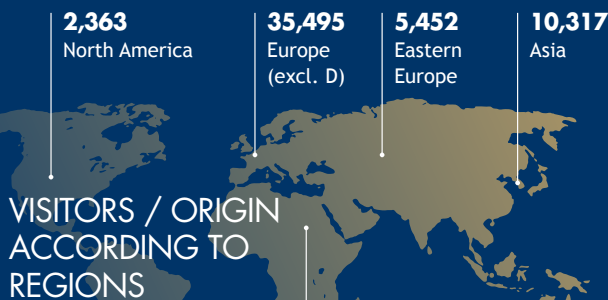 2,363
North America
35,495
Europe
(excl. D)
5,452
Eastern
Europe
10,317
Asia
VISITORS / ORIGIN
ACCORDING TO
REGIONS